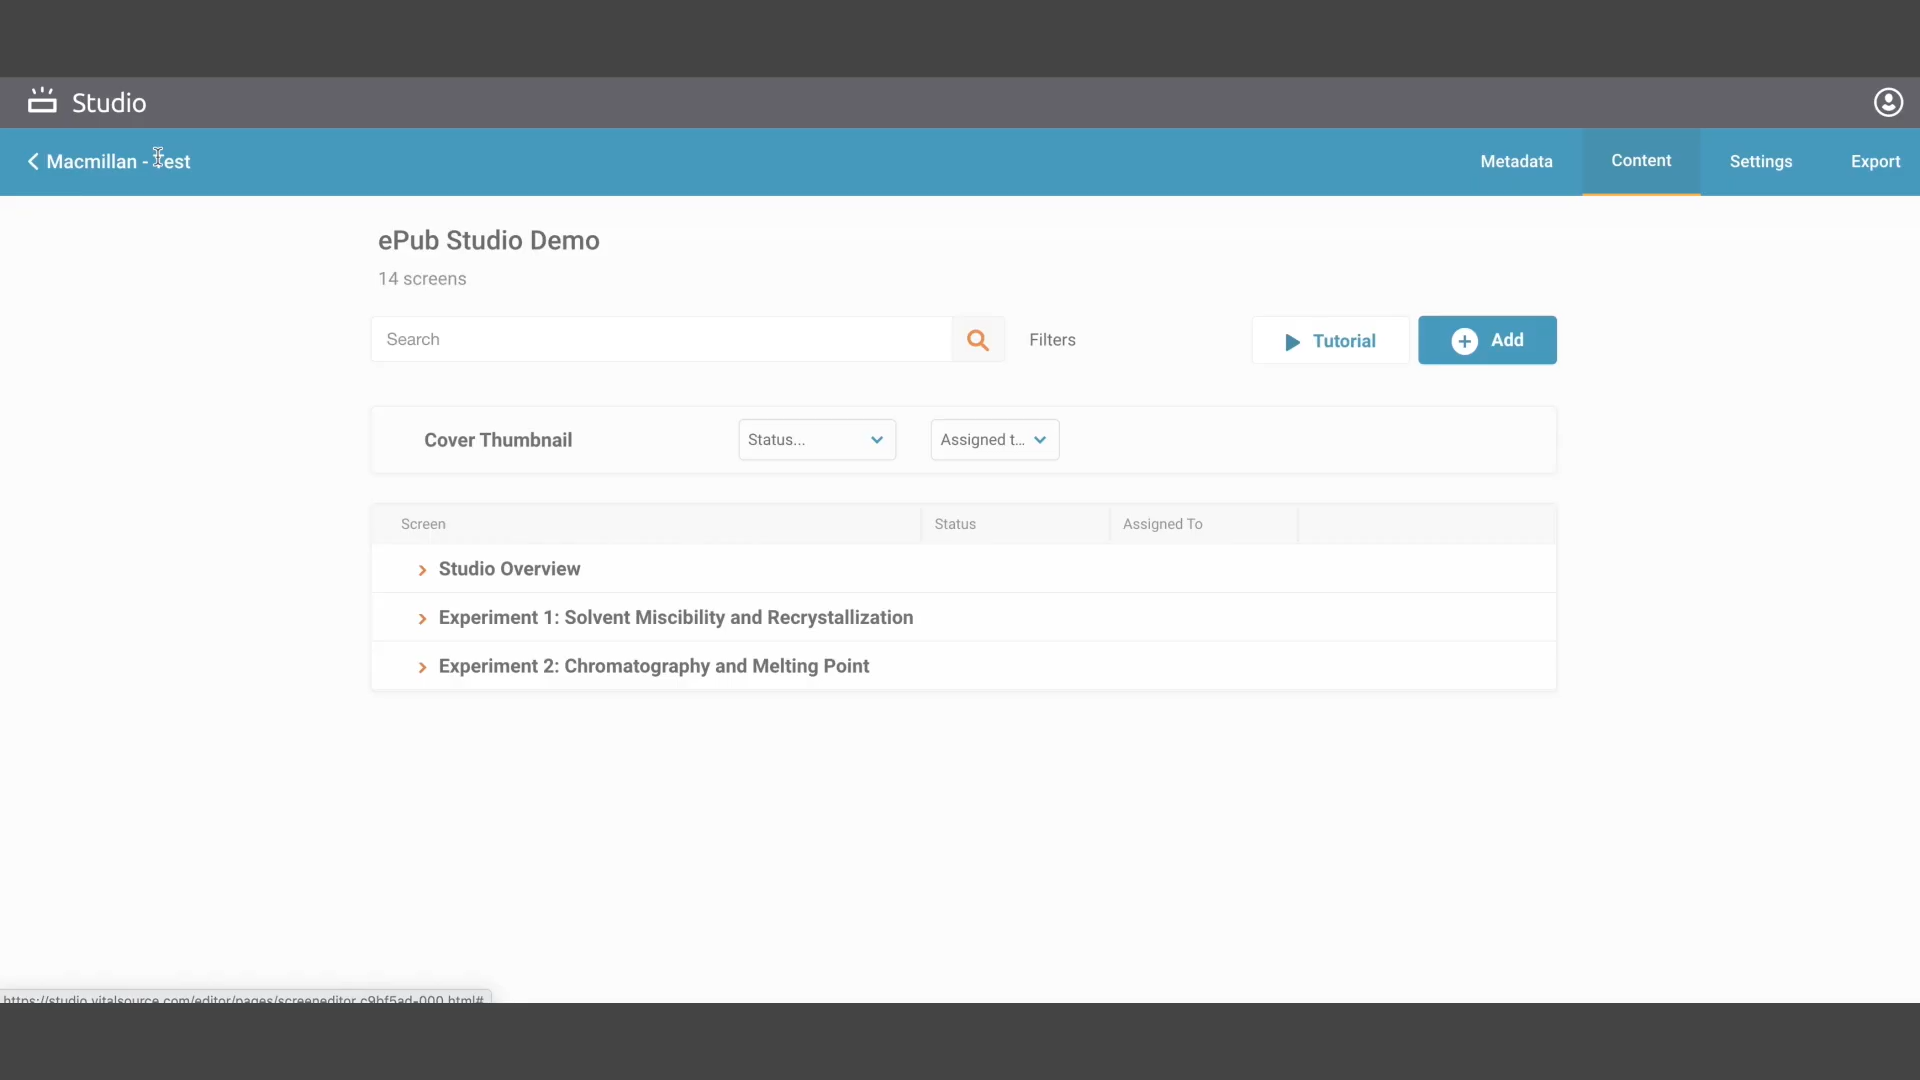 Studio
Macmillan - Test
Metadata
Content
Settings
Export
ePub Studio Demo
14 screens
Search
Filters
Tutorial
Add
Cover Thumbnail
Status...
Assigned t...
Screen
Status
Assigned To
Studio Overview
Experiment 1: Solvent Miscibility and Recrystallization
Experiment 2: Chromatography and Melting Point
https://studio.vitalsource.com/editor/pages/screeneditor.c9bf5ad-000.html#